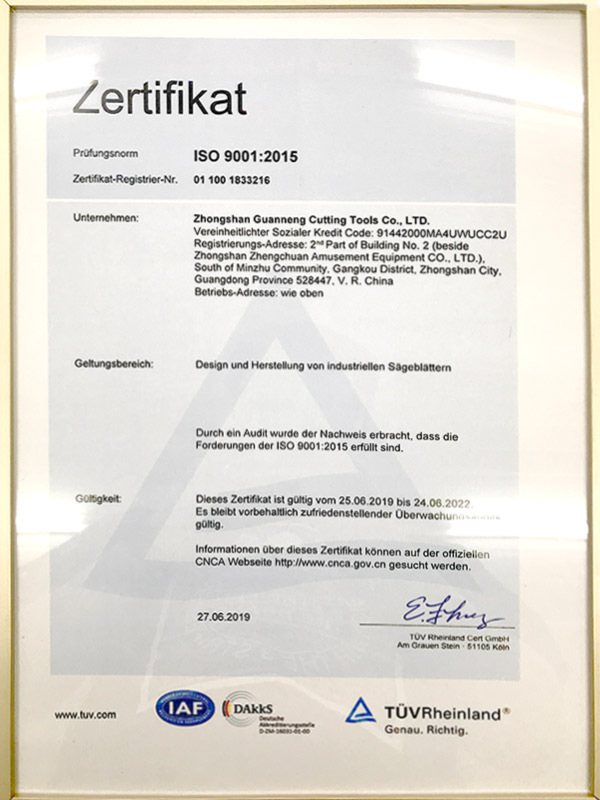 Zertifikat
Prüfungsnorm ISO 9001:2015
Zertifikat-Registrier-Nr. 01 100 1833216
Unternehmen: Zhongshan Guanneng Cutting Tools Co., LTD.
Vereinheitlichter Sozialer Kredit Code: 91442000MA4UWUCC2U
Registrierungs-Adresse: 2nd Part of Building No. 2 (beside
Zhongshan Zhengchuan Amusement Equipment CO., LTD.),
South of Minzhu Community, Gangkou District, Zhongshan City,
Guangdong Province 528447, V. R. China
Betriebs-Adresse: wie oben
Geltungsbereich: Design und Herstellung von industriellen Sägeblättern
Durch ein Audit wurde der Nachweis erbracht, dass die
Forderungen der ISO 9001:2015 erfüllt sind.
Gültigkeit: Dieses Zertifikat ist gültig vom 25.06.2019 bis 24.06.2022.
Es bleibt vorbehaltlich zufriedenstellender
gültig.
Informationen über dieses Zertifikat können auf der offiziellen
CNCA Webseite http://www.cnca.gov.cn gesucht werden.
27.06.2019
TÜV Rheinland Cert GmbH
Am Grauen Stein · 51105 Köln
www.tuv.com
IAF
DAkkS
Deutsche
Akkreditierungsstelle
D-ZM-16031-01-00
TÜVRheinland®
Genau. Richtig.